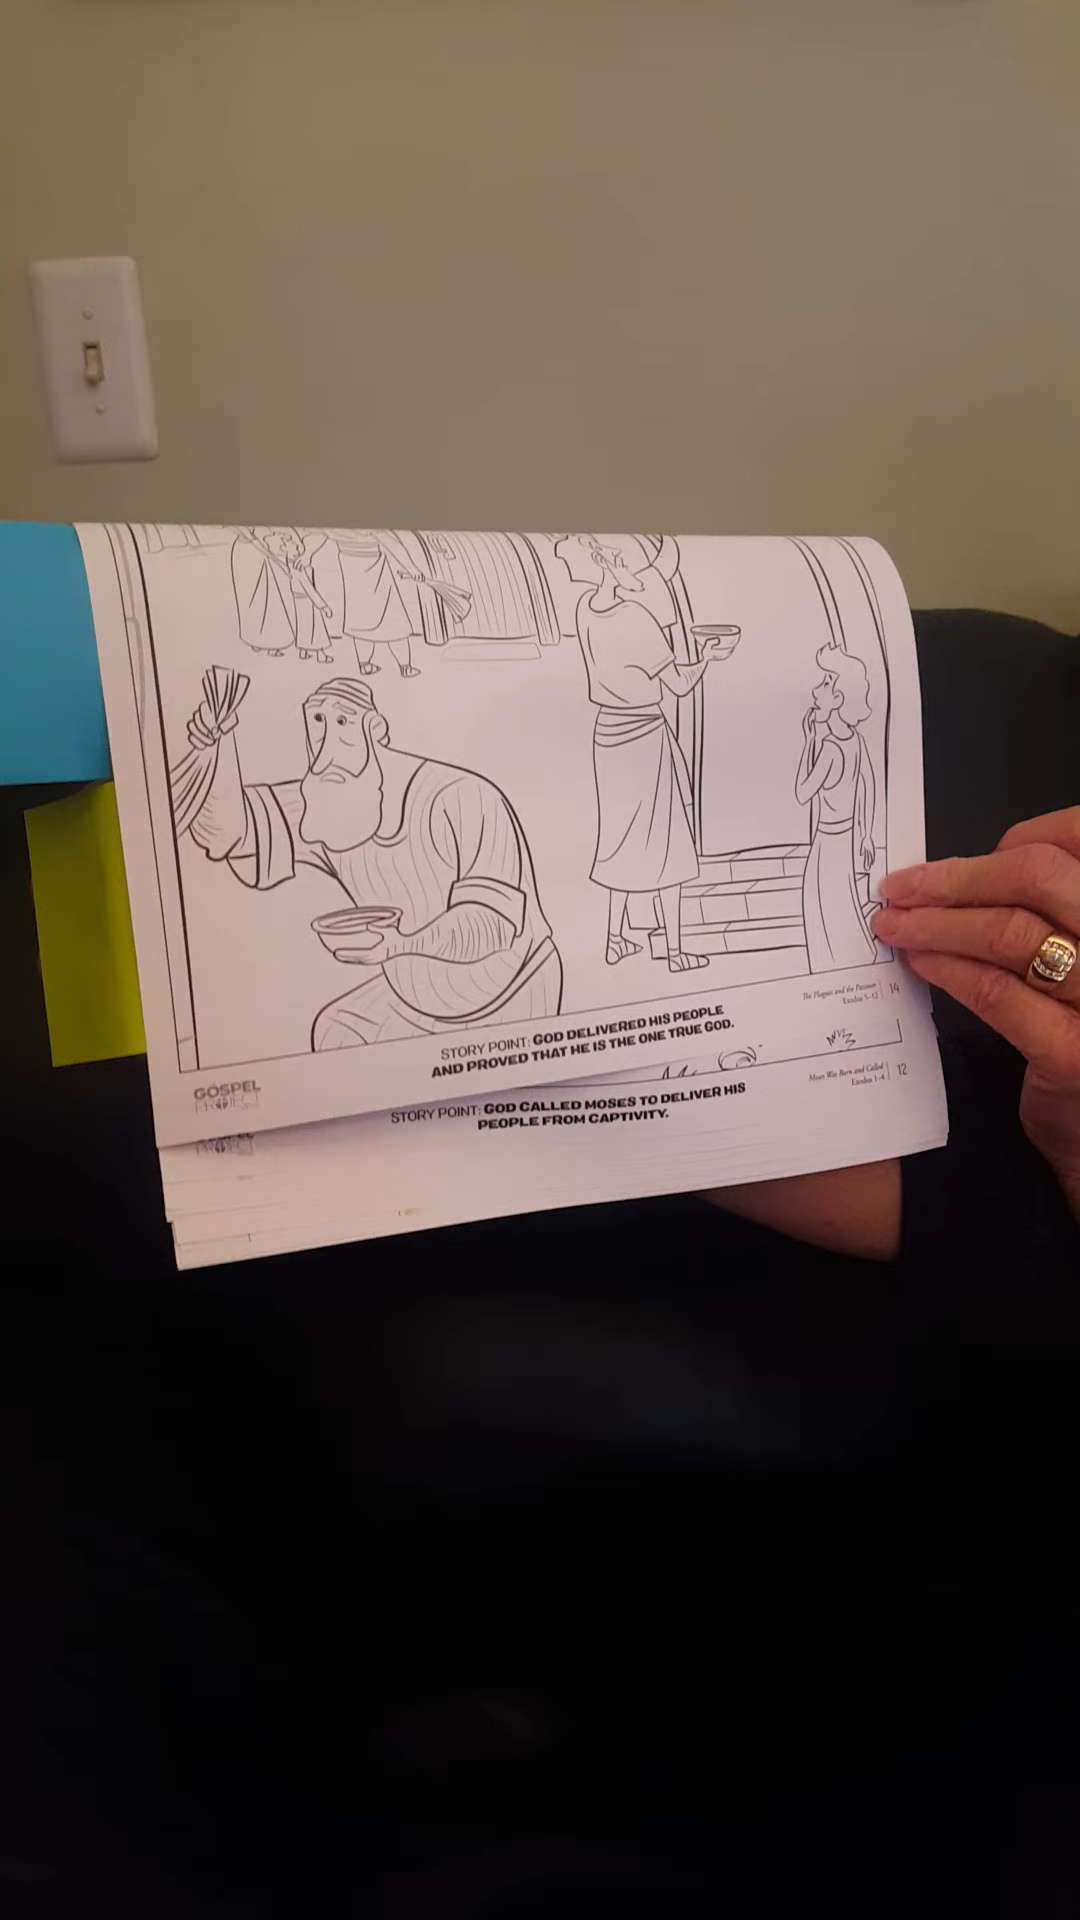 The Plagues and the Passover
Exodus 5–12
14
STORY POINT: GOD DELIVERED HIS PEOPLE
AND PROVED THAT HE IS THE ONE TRUE GOD.
GOSPEL
PROJECT
Moses Was Born and Called
Exodus 1–4
12
STORY POINT: GOD CALLED MOSES TO DELIVER HIS
PEOPLE FROM CAPTIVITY.
PROJECT